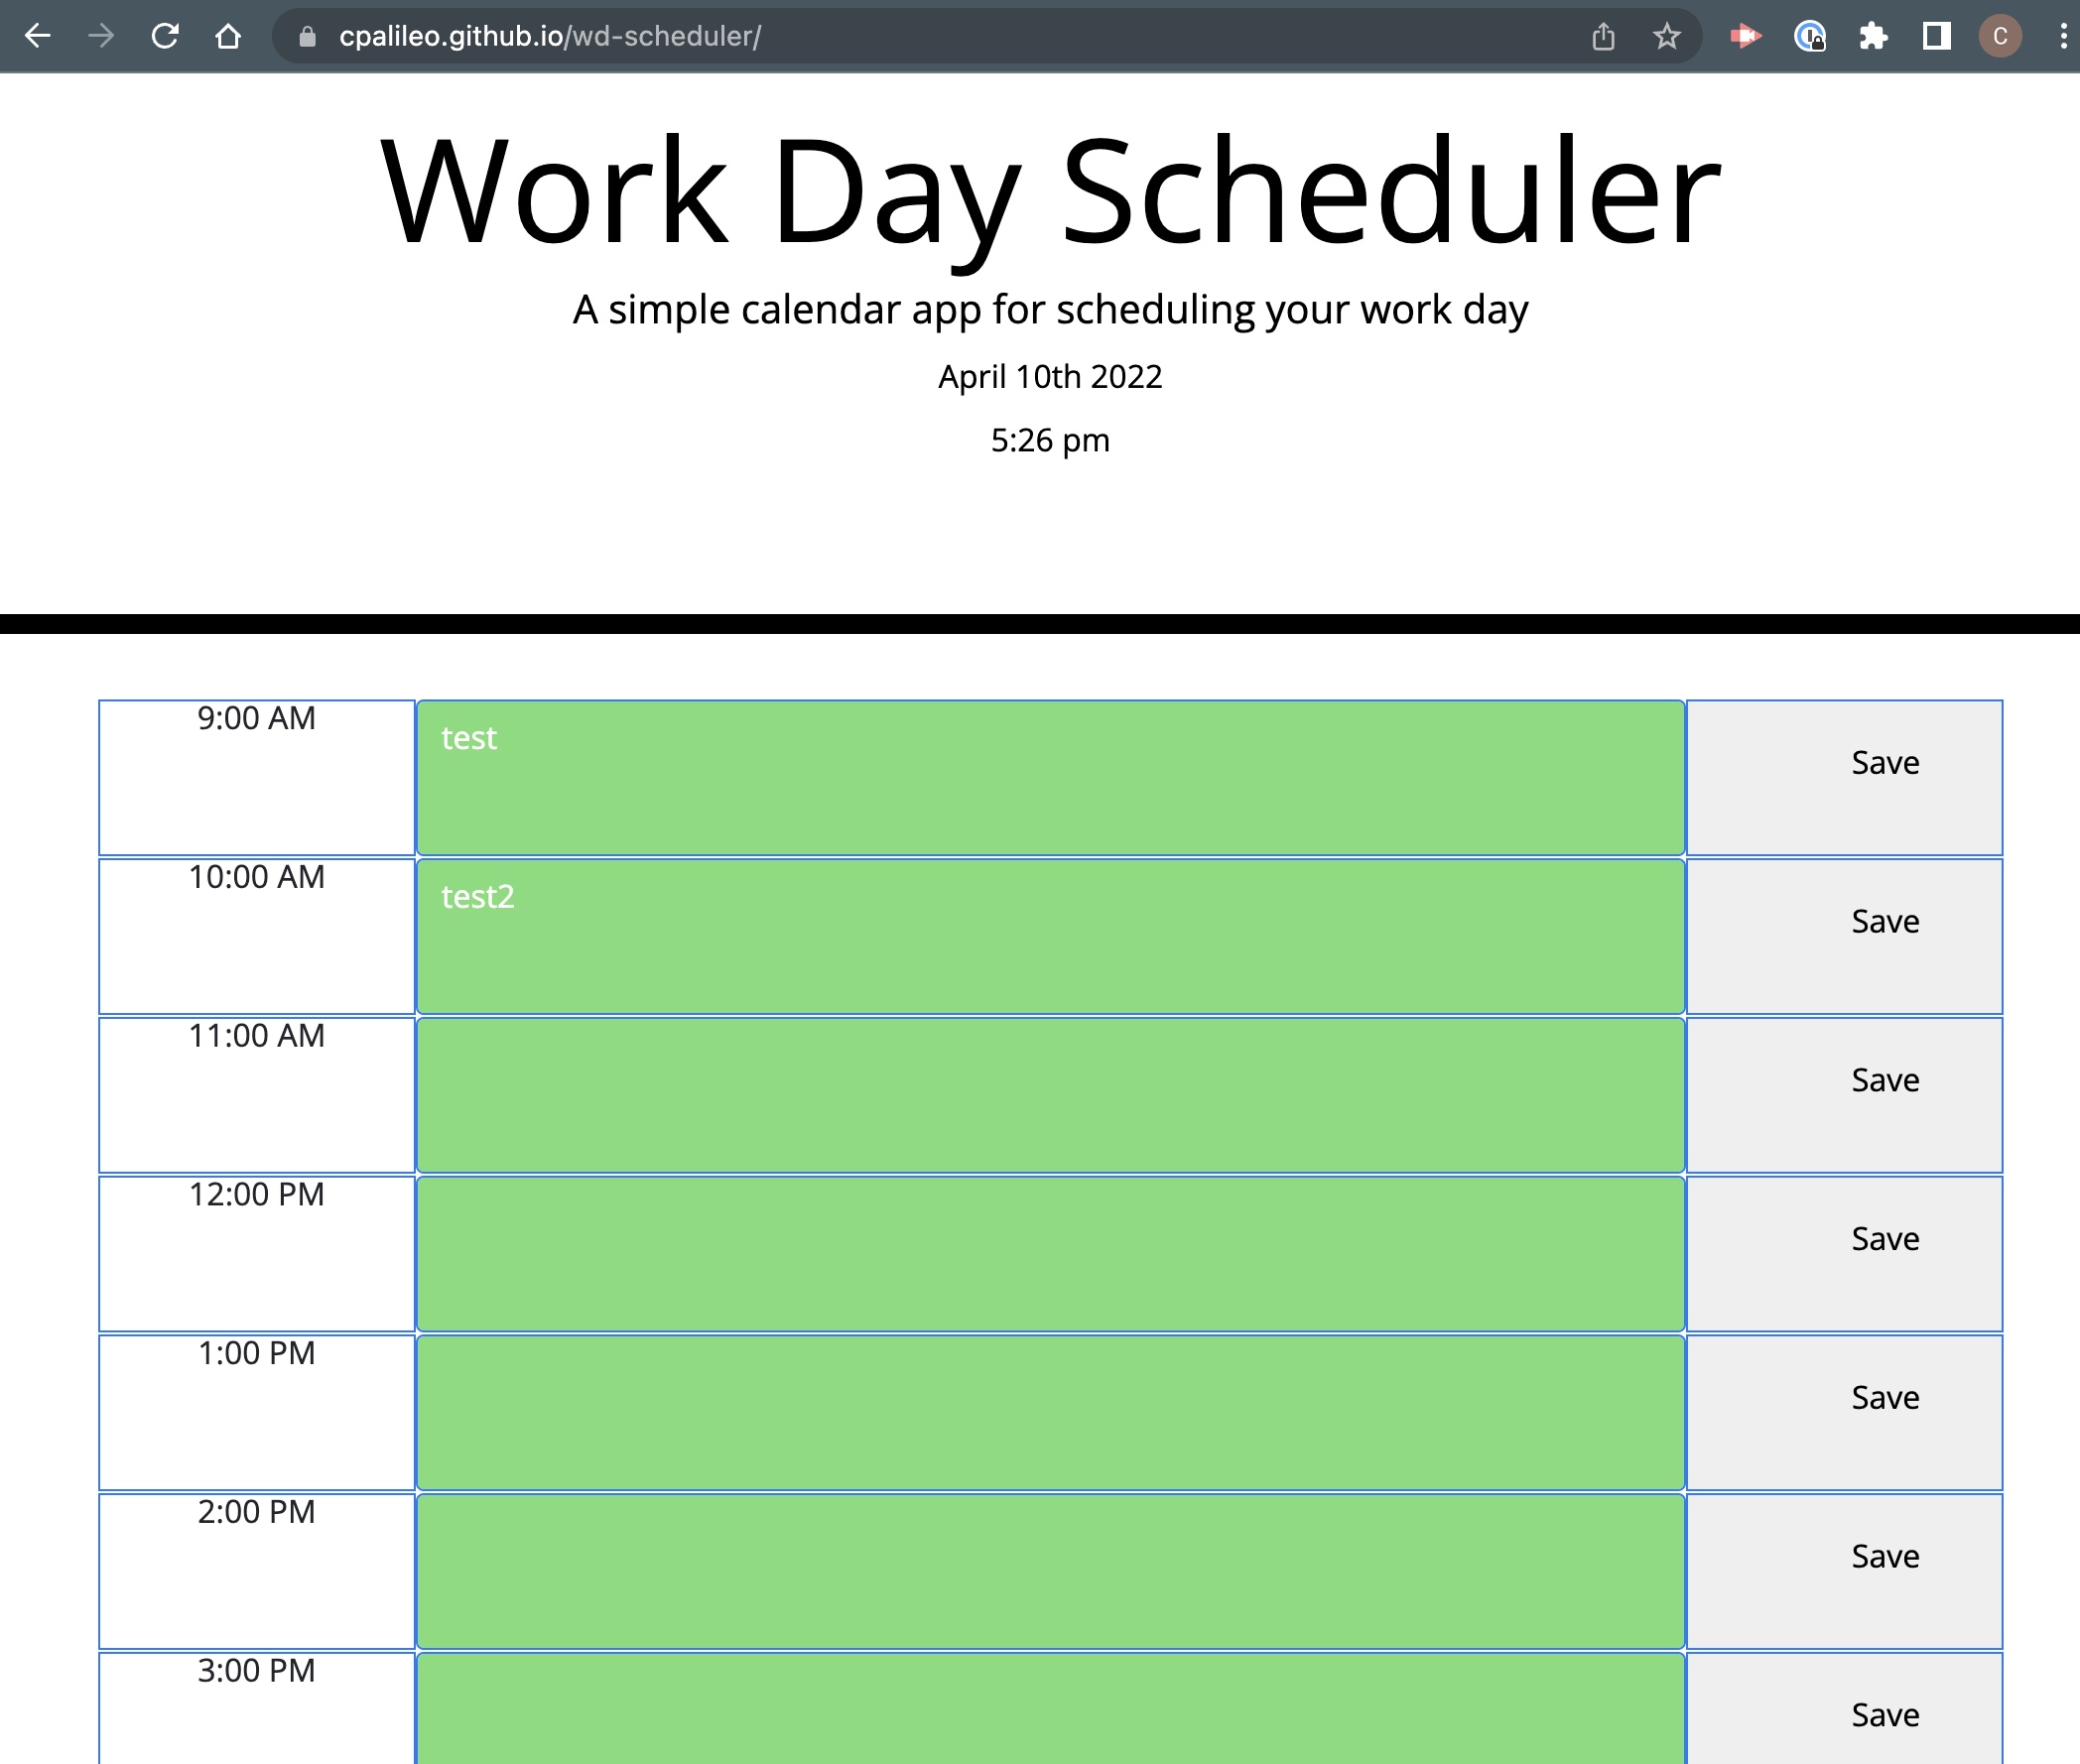 cpalileo.github.io/wd-scheduler/
C
Work Day Scheduler
A simple calendar app for scheduling your work day
April 10th 2022
5:26 pm
9:00 AM
test
Save
10:00 AM
test2
Save
11:00 AM
Save
12:00 PM
Save
1:00 PM
Save
2:00 PM
Save
3:00 PM
Save